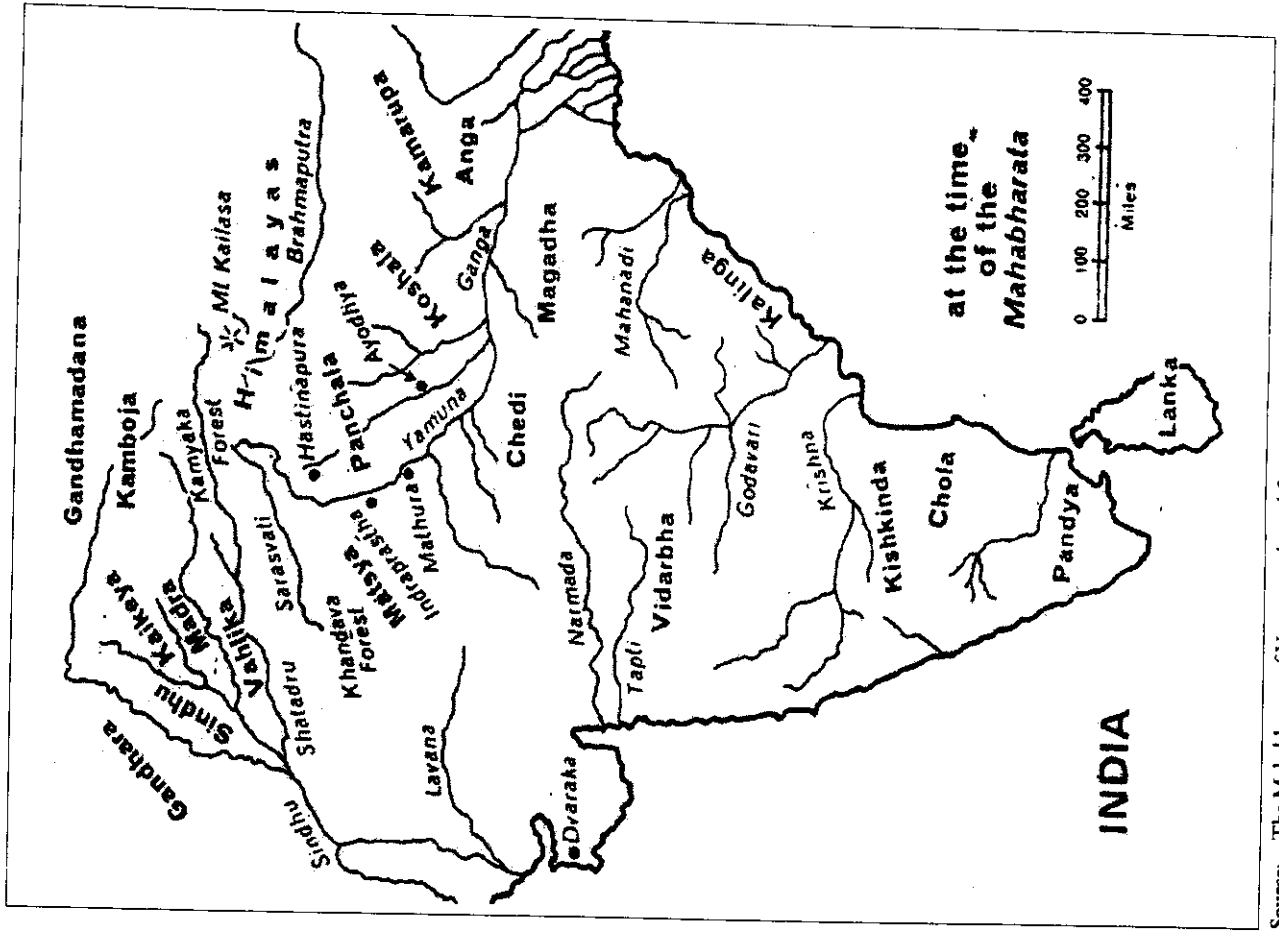 Gandhamadana
Kamboja
Kaikeya
Madra
Vahlika
Sindhu
Gandhara
Kamyaka
Forest
Mt Kailasa
Himalayas
Brahmaputra
Shatadru
Sarasvati
Hastinapura
Panchala
Ayodhya
Koshala
Kamarupa
Anga
Sindhu
Khandava
Forest
Matsya
Indraprastha
Mathura
Yamuna
Ganga
Magadha
Chedi
Lavana
Dvaraka
Narmada
Tapti
Vidarbha
Mahanadi
Godavari
Kalinga
Krishna
Kishkinda
Chola
Pandya
Lanka
INDIA
at the time
of the
Mahabharata
0 100 200 300 400
Miles
Source: The